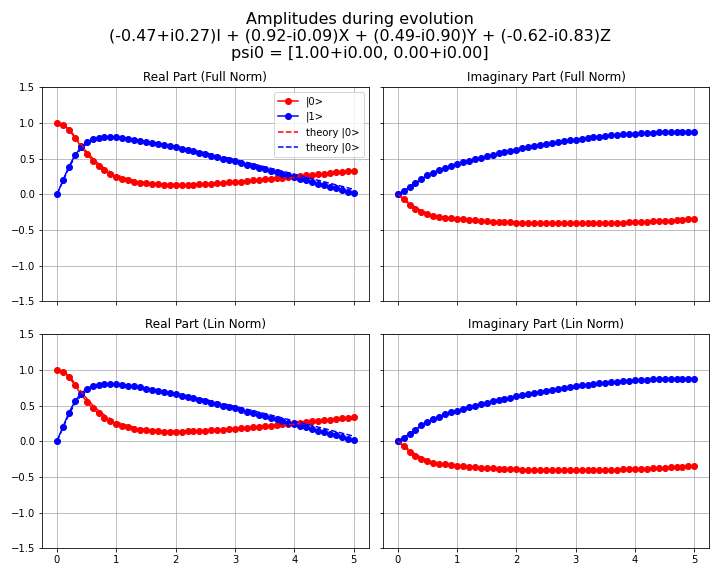 Amplitudes during evolution
(-0.47+i0.27)I + (0.92-i0.09)X + (0.49-i0.90)Y + (-0.62-i0.83)Z
psi0 = [1.00+i0.00, 0.00+i0.00]
Real Part (Full Norm)
Imaginary Part (Full Norm)
1.5
1.0
0.5
0.0
−0.5
−1.0
−1.5
|0>
|1>
theory |0>
theory |0>
Real Part (Lin Norm)
Imaginary Part (Lin Norm)
1.5
1.0
0.5
0.0
−0.5
−1.0
−1.5
0 1 2 3 4 5
0 1 2 3 4 5